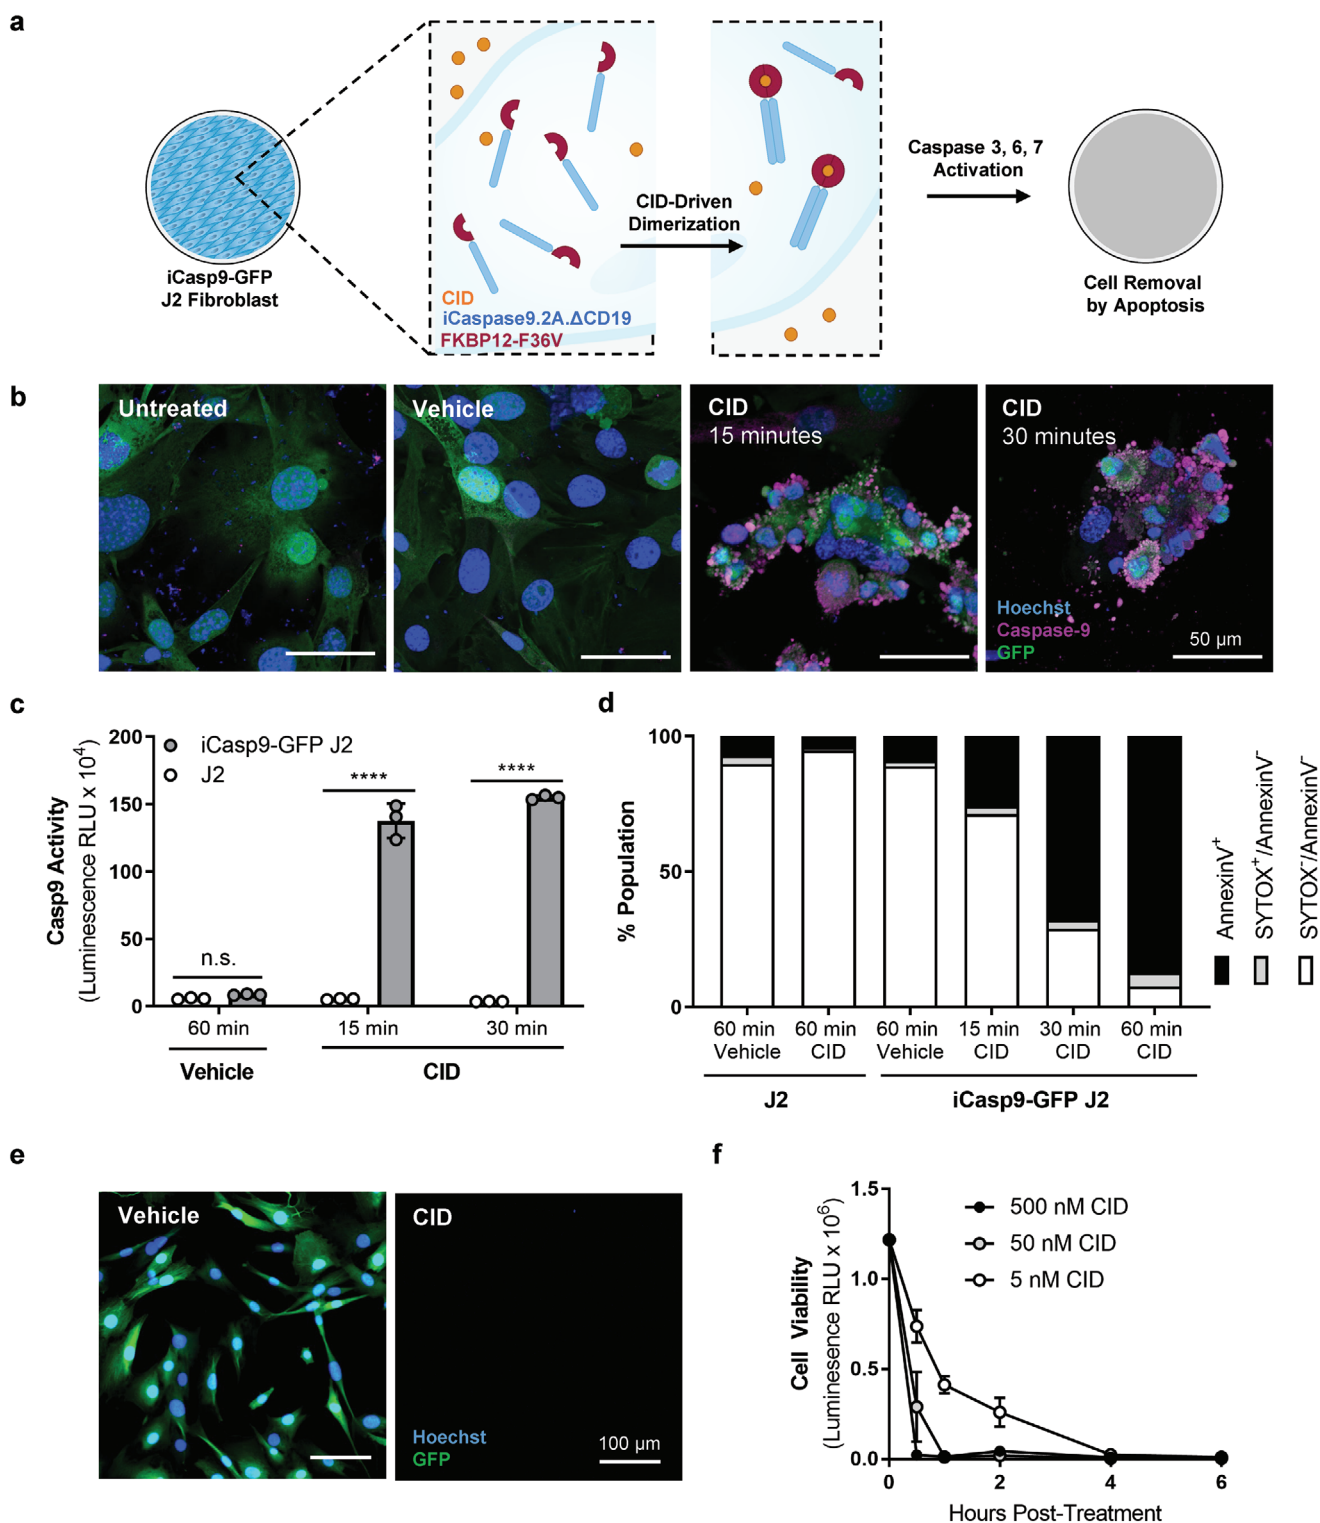 a
iCasp9-GFP
J2 Fibroblast
CID
iCaspase9.2A.ΔCD19
FKBP12-F36V
CID-Driven
Dimerization
Caspase 3, 6, 7
Activation
Cell Removal
by Apoptosis
b
Untreated
Vehicle
CID
15 minutes
CID
30 minutes
Hoechst
Caspase-9
GFP
50 µm
c
Casp9 Activity
(Luminescence RLU x 10⁴)
200
150
100
50
0
iCasp9-GFP J2
J2
n.s.
****
****
60 min
15 min
30 min
Vehicle
CID
d
% Population
100
50
0
60 min
Vehicle
60 min
CID
60 min
Vehicle
15 min
CID
30 min
CID
60 min
CID
J2
iCasp9-GFP J2
AnnexinV⁺
SYTOX⁺/AnnexinV⁻
SYTOX⁻/AnnexinV⁻
e
Vehicle
CID
Hoechst
GFP
100 µm
f
Cell Viability
(Luminesence RLU x 10⁶)
1.5
1.0
0.5
0.0
500 nM CID
50 nM CID
5 nM CID
0
2
4
6
Hours Post-Treatment